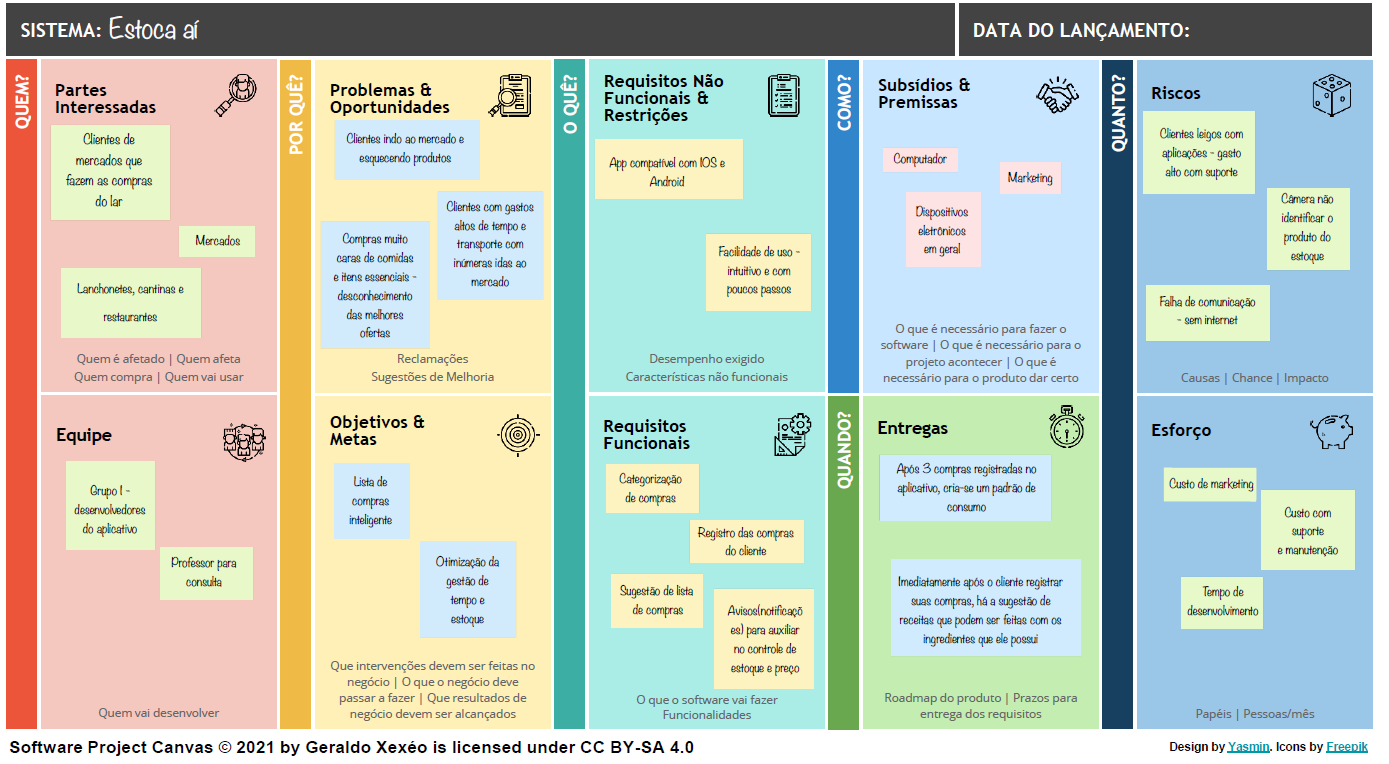 SISTEMA: Estoca aí
DATA DO LANÇAMENTO:
QUEM?
Partes
Interessadas
Clientes de
mercados que
fazem as compras
do lar
Mercados
Lanchonetes, cantinas e
restaurantes
Quem é afetado | Quem afeta
Quem compra | Quem vai usar
Equipe
Grupo 1 -
desenvolvedores
do aplicativo
Professor para
consulta
Quem vai desenvolver
POR QUÊ?
Problemas &
Oportunidades
Clientes indo ao mercado e
esquecendo produtos
Clientes com gastos
altos de tempo e
transporte com
inúmeras idas ao
mercado
Compras muito
caras de comidas
e itens essenciais -
desconhecimento
das melhores
ofertas
Reclamações
Sugestões de Melhoria
Objetivos &
Metas
Lista de
compras
inteligente
Otimização da
gestão de
tempo e
estoque
Que intervenções devem ser feitas no
negócio | O que o negócio deve
passar a fazer | Que resultados de
negócio devem ser alcançados
O QUÊ?
Requisitos Não
Funcionais &
Restrições
App compatível com IOS e
Android
Facilidade de uso -
intuitivo e com
poucos passos
Desempenho exigido
Características não funcionais
Requisitos
Funcionais
Categorização
de compras
Registro das compras
do cliente
Sugestão de lista
de compras
Avisos(notificaçõ
es) para auxiliar
no controle de
estoque e preço
O que o software vai fazer
Funcionalidades
COMO?
Subsídios &
Premissas
Computador
Marketing
Dispositivos
eletrônicos
em geral
O que é necessário para fazer o
software | O que é necessário para o
projeto acontecer | O que é
necessário para o produto dar certo
QUANDO?
Entregas
Após 3 compras registradas no
aplicativo, cria-se um padrão de
consumo
Imediatamente após o cliente registrar
suas compras, há a sugestão de
receitas que podem ser feitas com os
ingredientes que ele possui
Roadmap do produto | Prazos para
entrega dos requisitos
QUANTO?
Riscos
Clientes leigos com
aplicações - gasto
alto com suporte
Câmera não
identificar o
produto do
estoque
Falha de comunicação
- sem internet
Causas | Chance | Impacto
Esforço
Custo de marketing
Custo com
suporte
e manutenção
Tempo de
desenvolvimento
Papéis | Pessoas/mês
Software Project Canvas © 2021 by Geraldo Xexéo is licensed under CC BY-SA 4.0
Design by Yasmin. Icons by Freepik